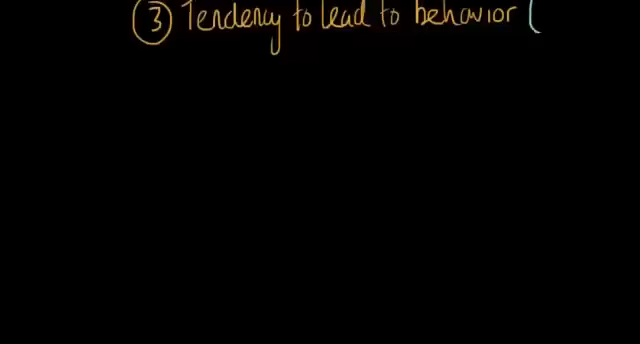 ③ Tendency to lead to behavior (